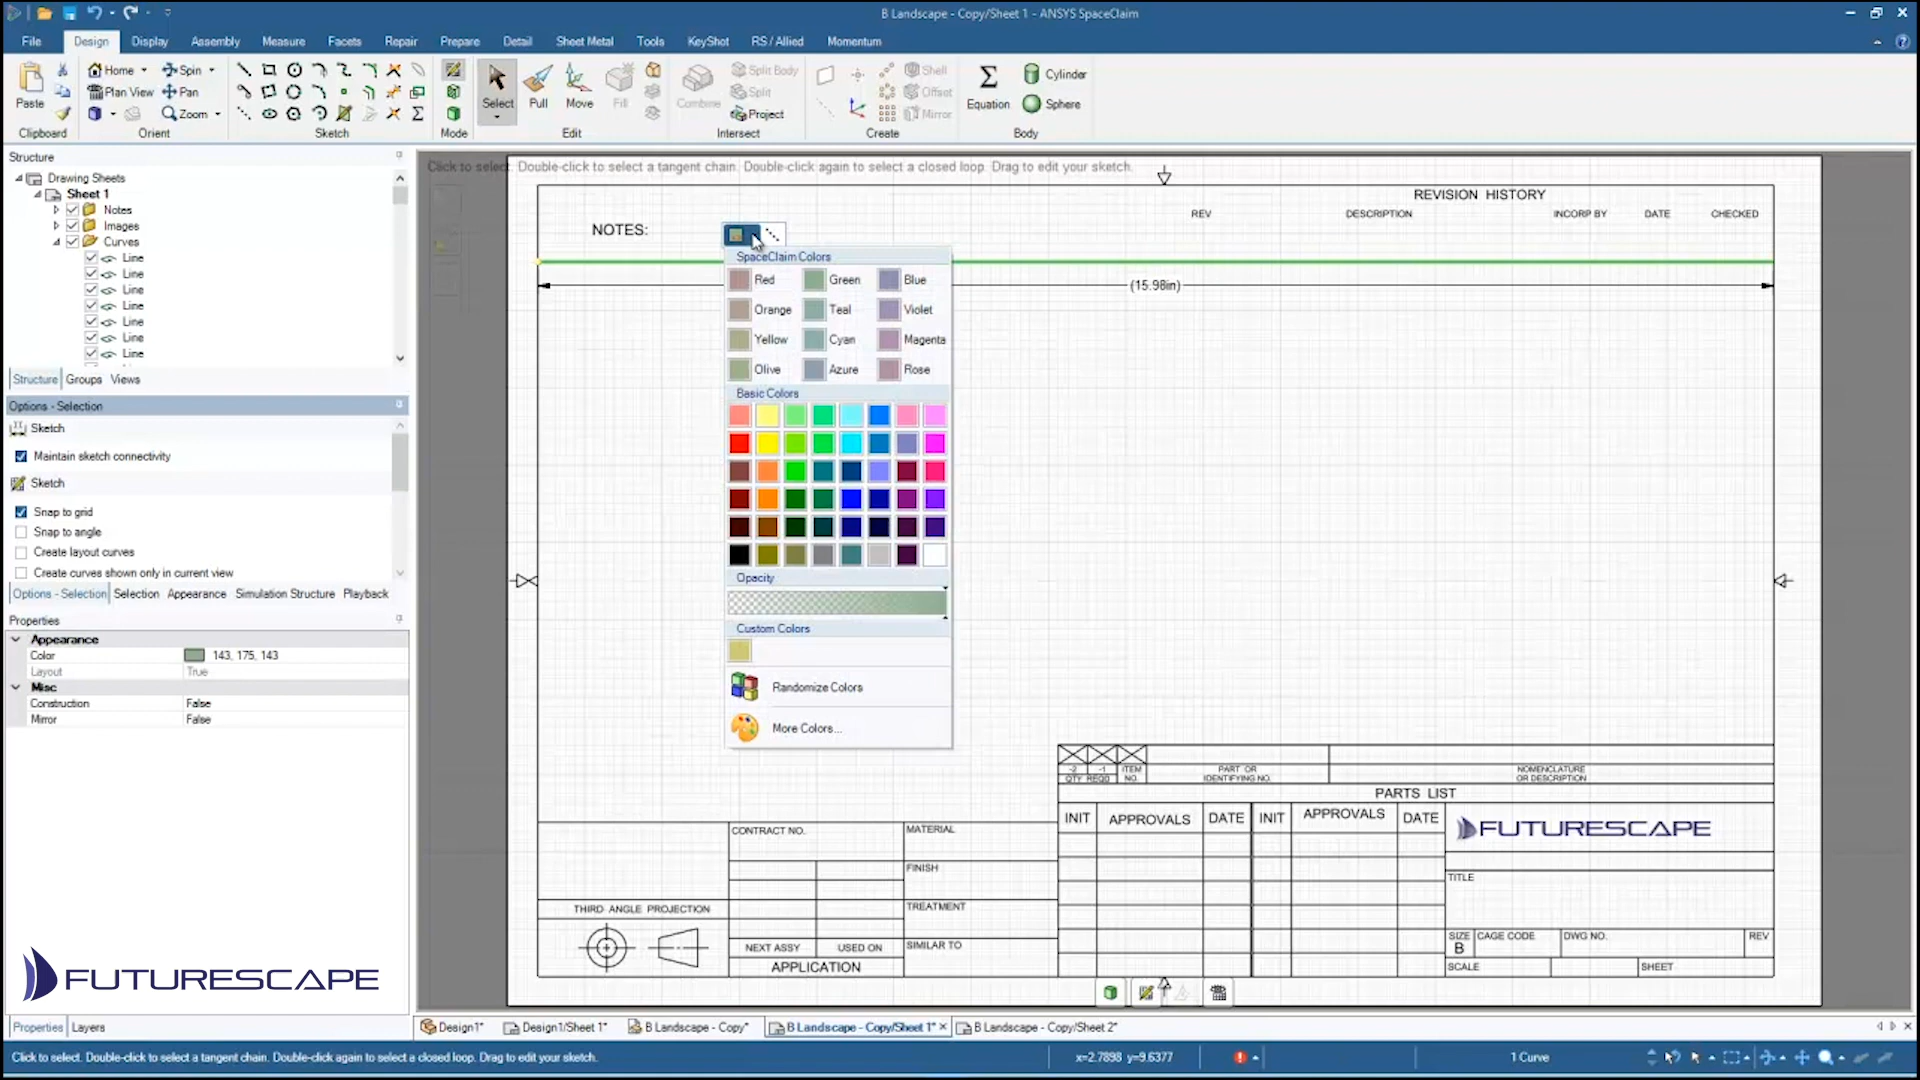 B Landscape - Copy/Sheet 1 - ANSYS SpaceClaim
File Design Display Assembly Measure Facets Repair Prepare Detail Sheet Metal Tools KeyShot RS / Allied Momentum
Paste
Home Spin
Plan View Pan
Zoom
Select Pull Move Fill
Combine
Split Body
Split
Project
Shell
Offset
Mirror
Equation
Cylinder
Sphere
Clipboard Orient Sketch Mode Edit Intersect Create Body
Structure
Drawing Sheets
Sheet 1
Notes
Images
Curves
Line
Line
Line
Line
Line
Line
Line
Structure Groups Views
Options - Selection
Sketch
Maintain sketch connectivity
Sketch
Snap to grid
Snap to angle
Create layout curves
Create curves shown only in current view
Options - Selection Selection Appearance Simulation Structure Playback
Properties
Appearance
Color 143, 175, 143
Layout True
Misc
Construction False
Mirror False
FUTURESCAPE
Properties Layers
Click to select. Double-click to select a tangent chain. Double-click again to select a closed loop. Drag to edit your sketch.
REVISION HISTORY
REV DESCRIPTION INCORP BY DATE CHECKED
NOTES:
(15.98in)
SpaceClaim Colors
Red Green Blue
Orange Teal Violet
Yellow Cyan Magenta
Olive Azure Rose
Basic Colors
Opacity
Custom Colors
Randomize Colors
More Colors...
-2 -1 ITEM NO. PART OR IDENTIFYING NO. NOMENCLATURE OR DESCRIPTION
QTY REQD
PARTS LIST
INIT APPROVALS DATE INIT APPROVALS DATE
FUTURESCAPE
CONTRACT NO. MATERIAL
FINISH
TITLE
THIRD ANGLE PROJECTION TREATMENT
NEXT ASSY USED ON SIMILAR TO
APPLICATION
SIZE CAGE CODE DWG NO. REV
B
SCALE SHEET
Design1* Design1/Sheet 1* B Landscape - Copy* B Landscape - Copy/Sheet 1* B Landscape - Copy/Sheet 2*
Click to select. Double-click to select a tangent chain. Double-click again to select a closed loop. Drag to edit your sketch. x=2.7898 y=9.6377 1 Curve